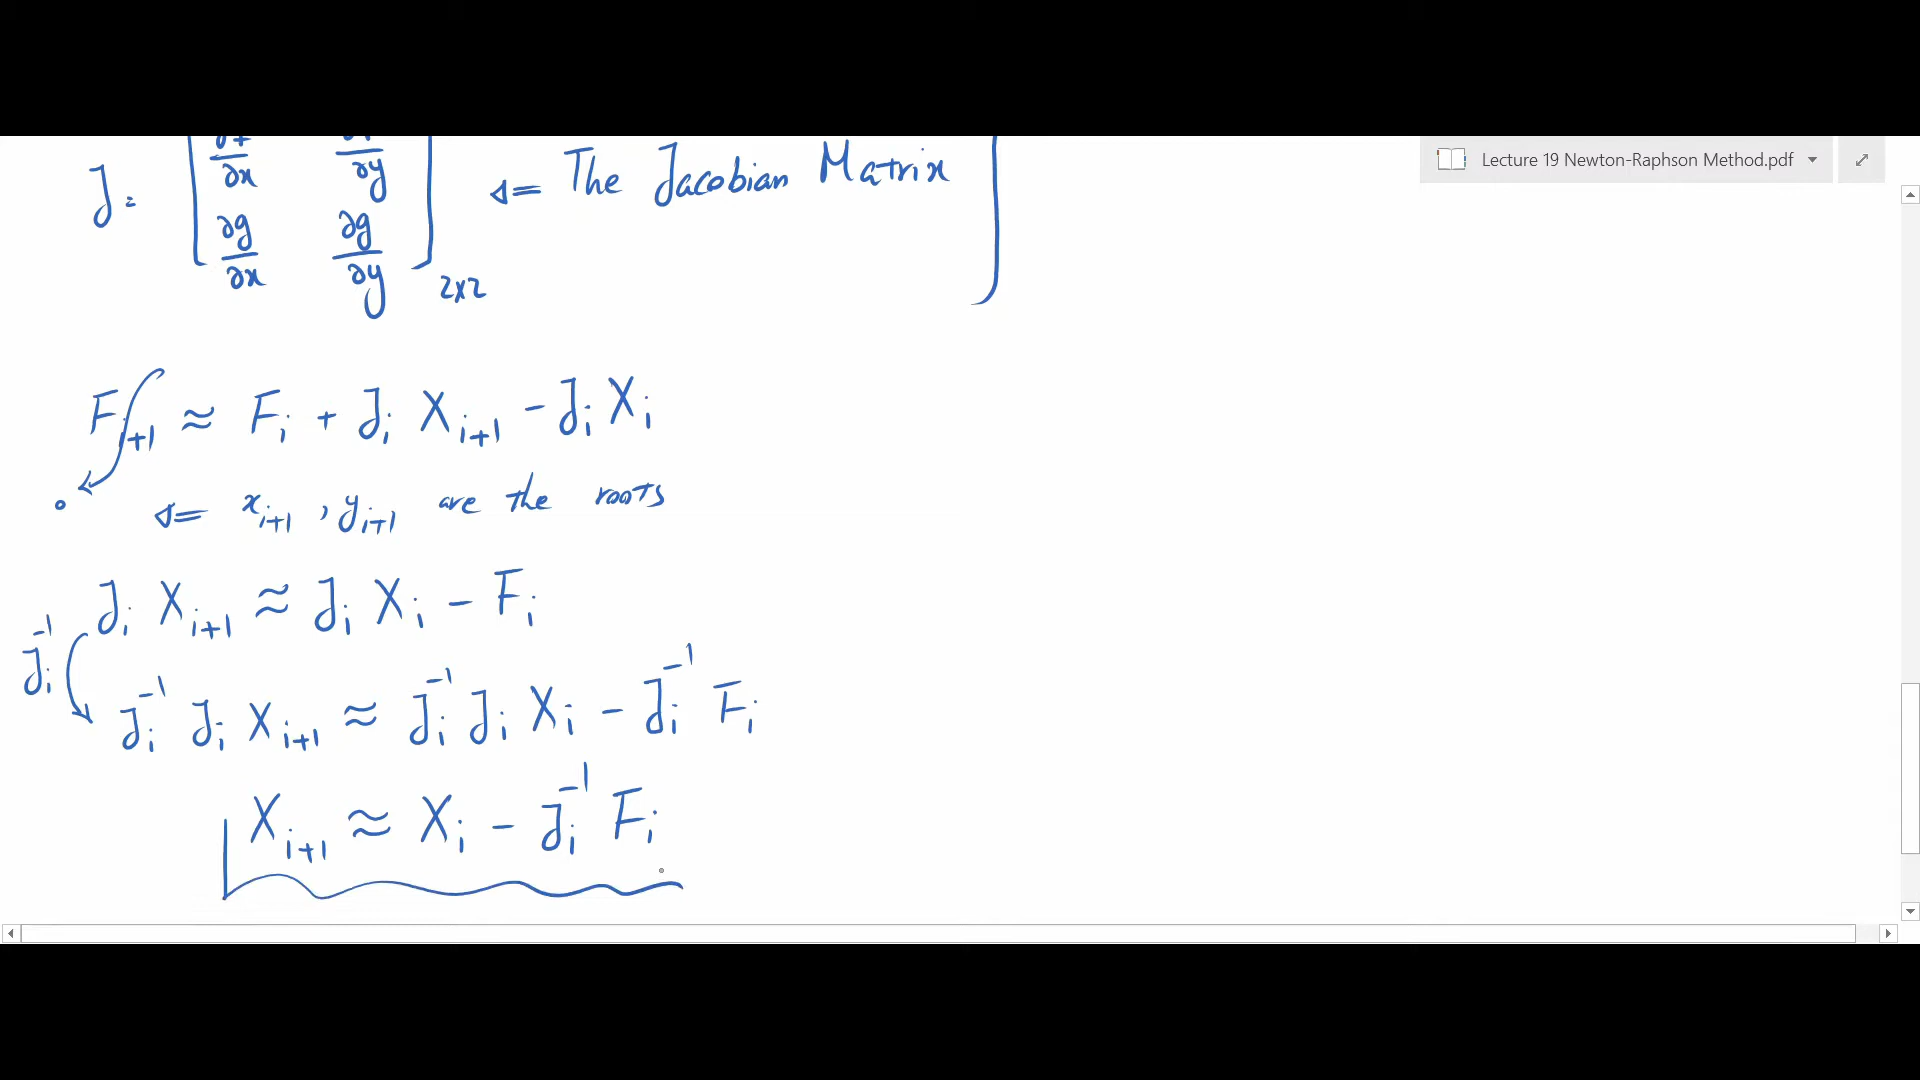 Lecture 19 Newton-Raphson Method.pdf
J = [ ∂f/∂x ∂f/∂y ; ∂g/∂x ∂g/∂y ]₂ₓ₂ ⇐ The Jacobian Matrix
F_{i+1} ≈ F_i + J_i X_{i+1} - J_i X_i
0 ⇐ x_{i+1}, y_{i+1} are the roots
J_i X_{i+1} ≈ J_i X_i - F_i
J_i^{-1}
J_i^{-1} J_i X_{i+1} ≈ J_i^{-1} J_i X_i - J_i^{-1} F_i
X_{i+1} ≈ X_i - J_i^{-1} F_i